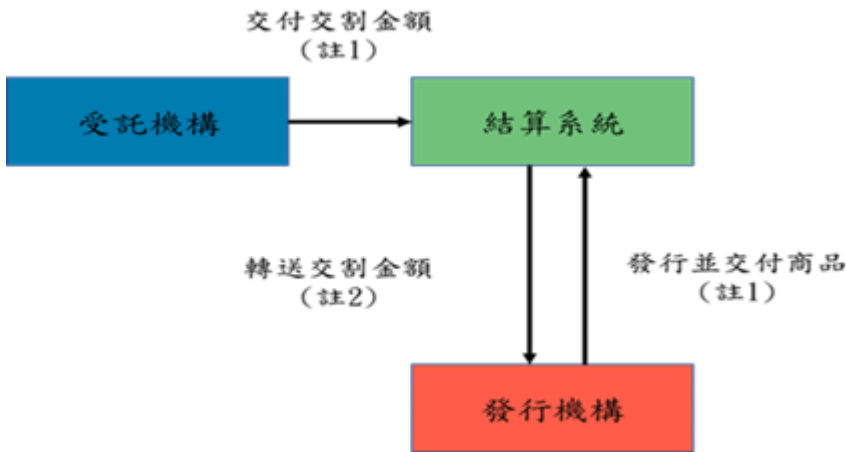 交付交割金額
(註1)
受託機構
結算系統
轉送交割金額
(註2)
發行並交付商品
(註1)
發行機構